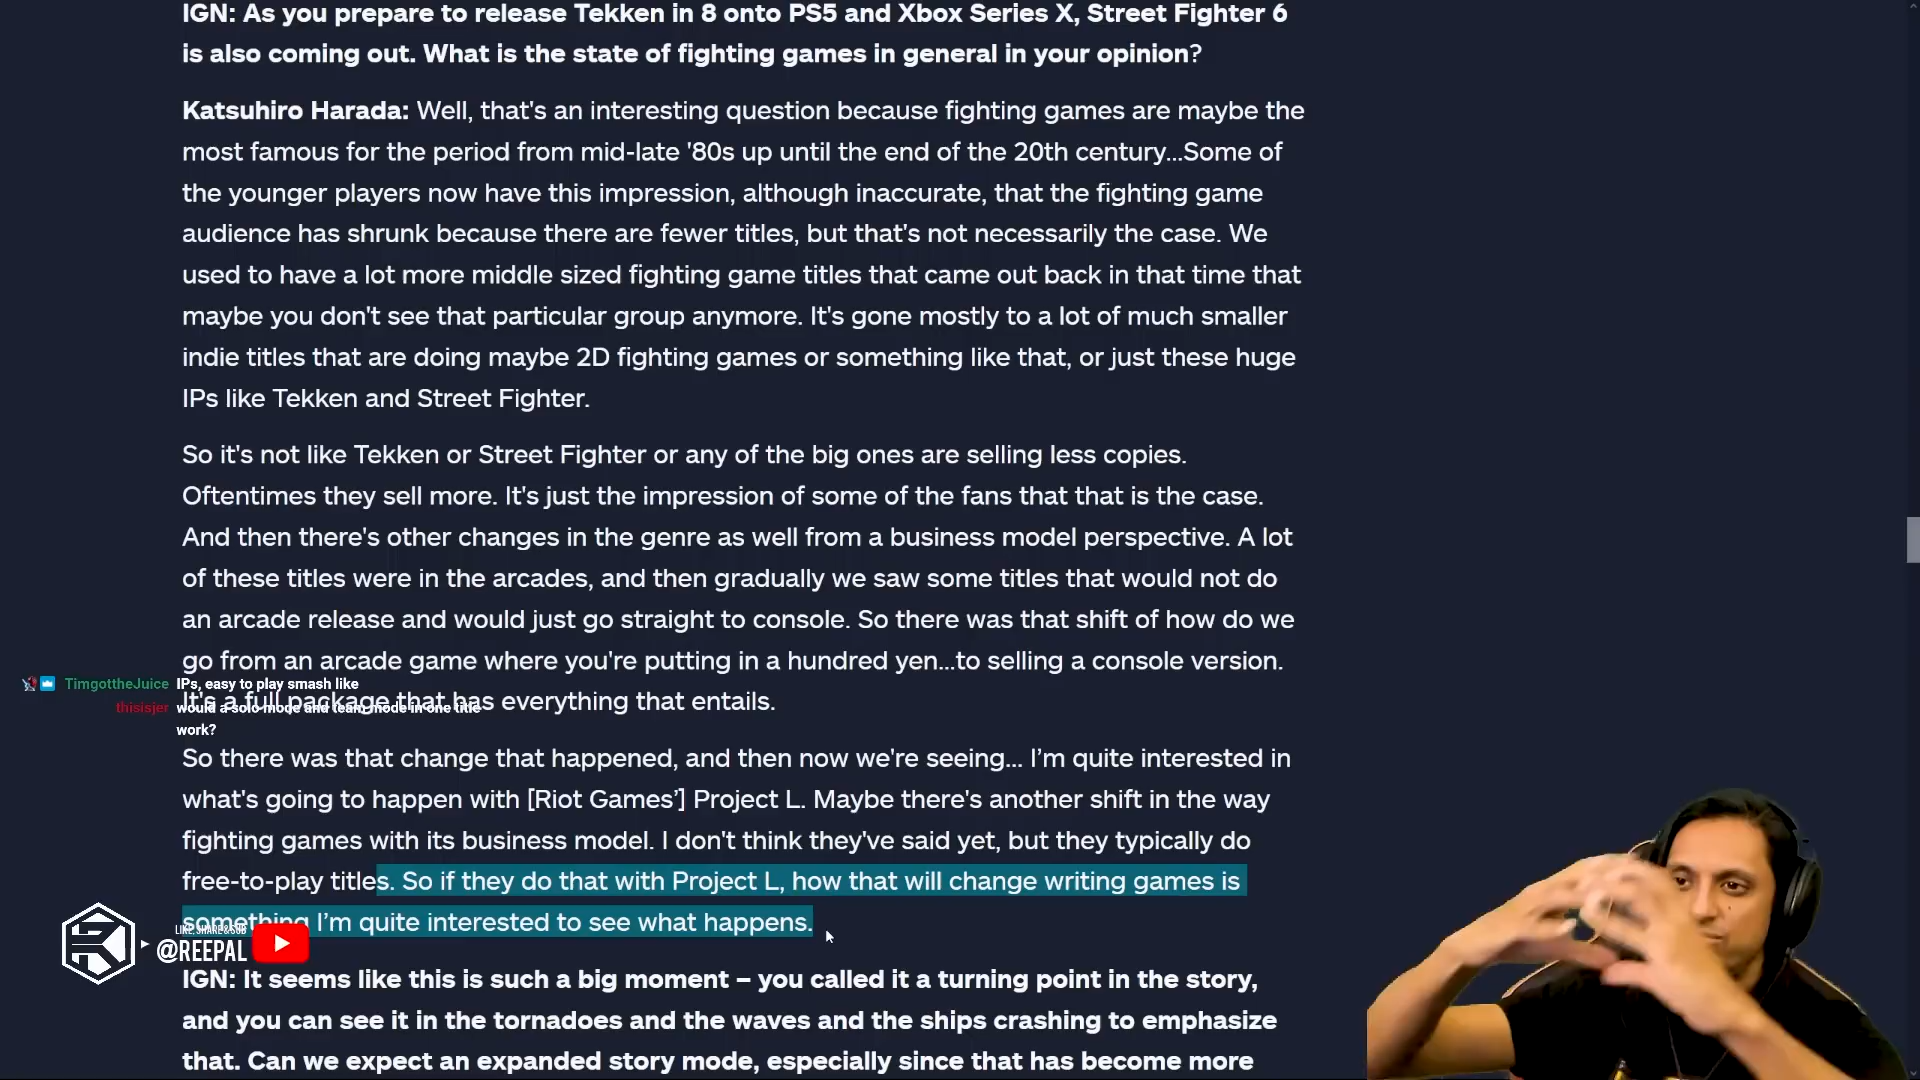 IGN: As you prepare to release Tekken in 8 onto PS5 and Xbox Series X, Street Fighter 6
is also coming out. What is the state of fighting games in general in your opinion?
Katsuhiro Harada: Well, that's an interesting question because fighting games are maybe the
most famous for the period from mid-late '80s up until the end of the 20th century...Some of
the younger players now have this impression, although inaccurate, that the fighting game
audience has shrunk because there are fewer titles, but that's not necessarily the case. We
used to have a lot more middle sized fighting game titles that came out back in that time that
maybe you don't see that particular group anymore. It's gone mostly to a lot of much smaller
indie titles that are doing maybe 2D fighting games or something like that, or just these huge
IPs like Tekken and Street Fighter.
So it's not like Tekken or Street Fighter or any of the big ones are selling less copies.
Oftentimes they sell more. It's just the impression of some of the fans that that is the case.
And then there's other changes in the genre as well from a business model perspective. A lot
of these titles were in the arcades, and then gradually we saw some titles that would not do
an arcade release and would just go straight to console. So there was that shift of how do we
go from an arcade game where you're putting in a hundred yen...to selling a console version.
TimgottheJuice IPs, easy to play smash like
It's a full package that has everything that entails.
thisisjer would a solo mode and team mode in one title
work?
So there was that change that happened, and then now we're seeing... I'm quite interested in
what's going to happen with [Riot Games'] Project L. Maybe there's another shift in the way
fighting games with its business model. I don't think they've said yet, but they typically do
free-to-play titles. So if they do that with Project L, how that will change writing games is
something I'm quite interested to see what happens.
LIKE, SHARE & SUB
@REEPAL
IGN: It seems like this is such a big moment – you called it a turning point in the story,
and you can see it in the tornadoes and the waves and the ships crashing to emphasize
that. Can we expect an expanded story mode, especially since that has become more